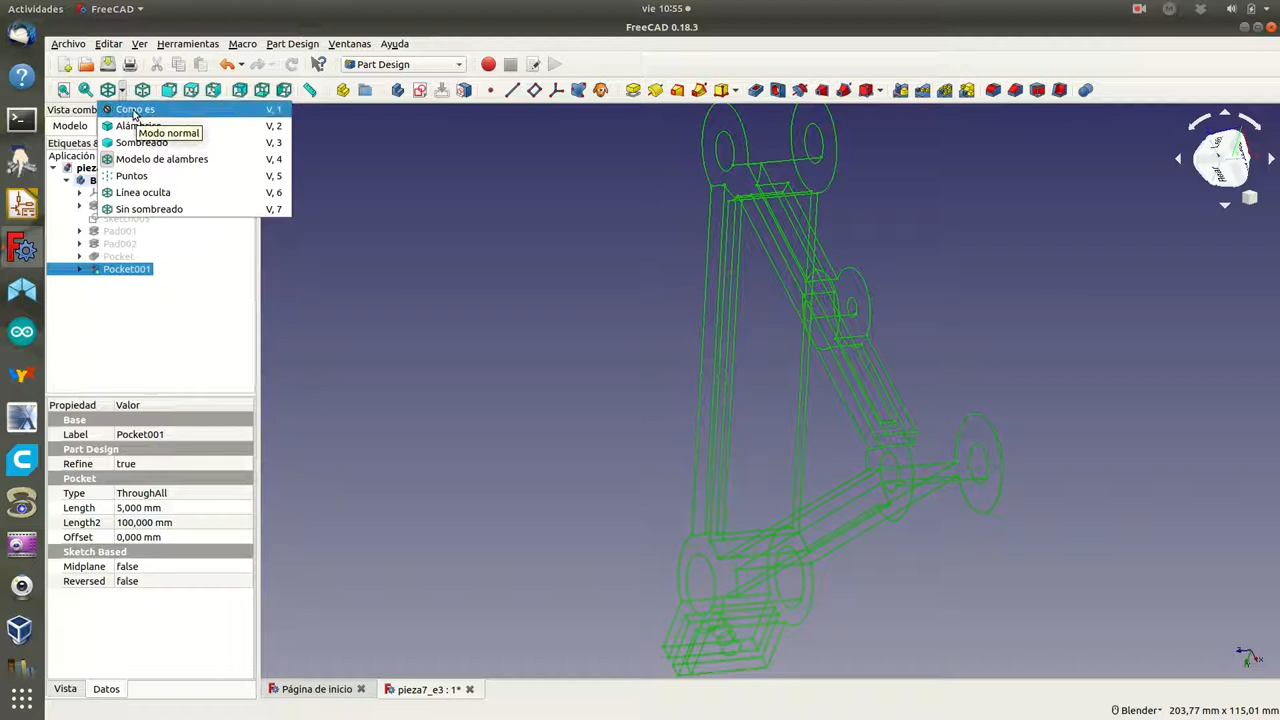 Actividades FreeCAD vie 10:55
FreeCAD 0.18.3
Archivo Editar Ver Herramientas Macro Part Design Ventanas Ayuda
Part Design
Vista comb
Como es V, 1
Modelo
Alámbrico V, 2
Modo normal
Etiquetas &
Sombreado V, 3
Aplicación
Modelo de alambres V, 4
piez
Puntos V, 5
B
Línea oculta V, 6
Sin sombreado V, 7
Pad001
Pad002
Pocket
Pocket001
Propiedad Valor
Base
Label Pocket001
Part Design
Refine true
Pocket
Type ThroughAll
Length 5,000 mm
Length2 100,000 mm
Offset 0,000 mm
Sketch Based
Midplane false
Reversed false
Vista Datos
Página de inicio pieza7_e3 : 1*
Blender 203,77 mm x 115,01 mm